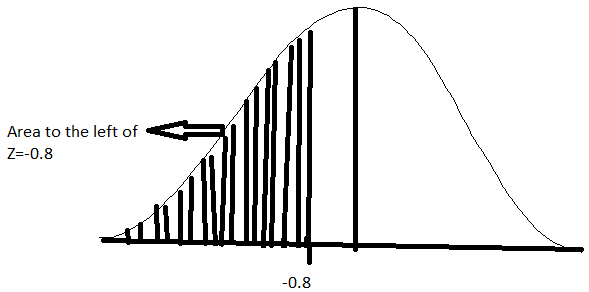 Area to the left of
Z=-0.8
-0.8